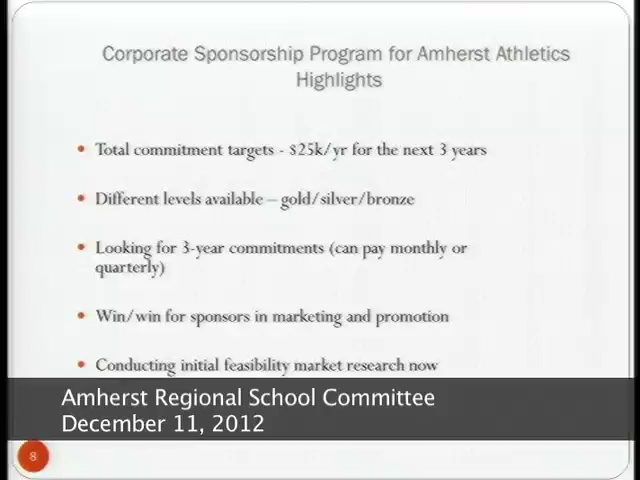 Corporate Sponsorship Program for Amherst Athletics
Highlights
• Total commitment targets - $25k/yr for the next 3 years
• Different levels available – gold/silver/bronze
• Looking for 3-year commitments (can pay monthly or
quarterly)
• Win/win for sponsors in marketing and promotion
• Conducting initial feasibility market research now
Amherst Regional School Committee
December 11, 2012
8